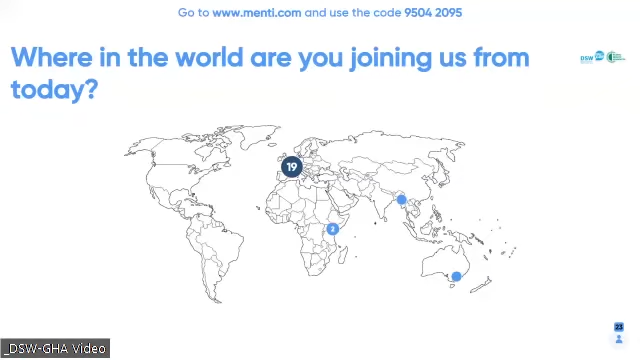 Go to www.menti.com and use the code 9504 2095
Where in the world are you joining us from
today?
DSW
19
2
23
_DSW-GHA Video